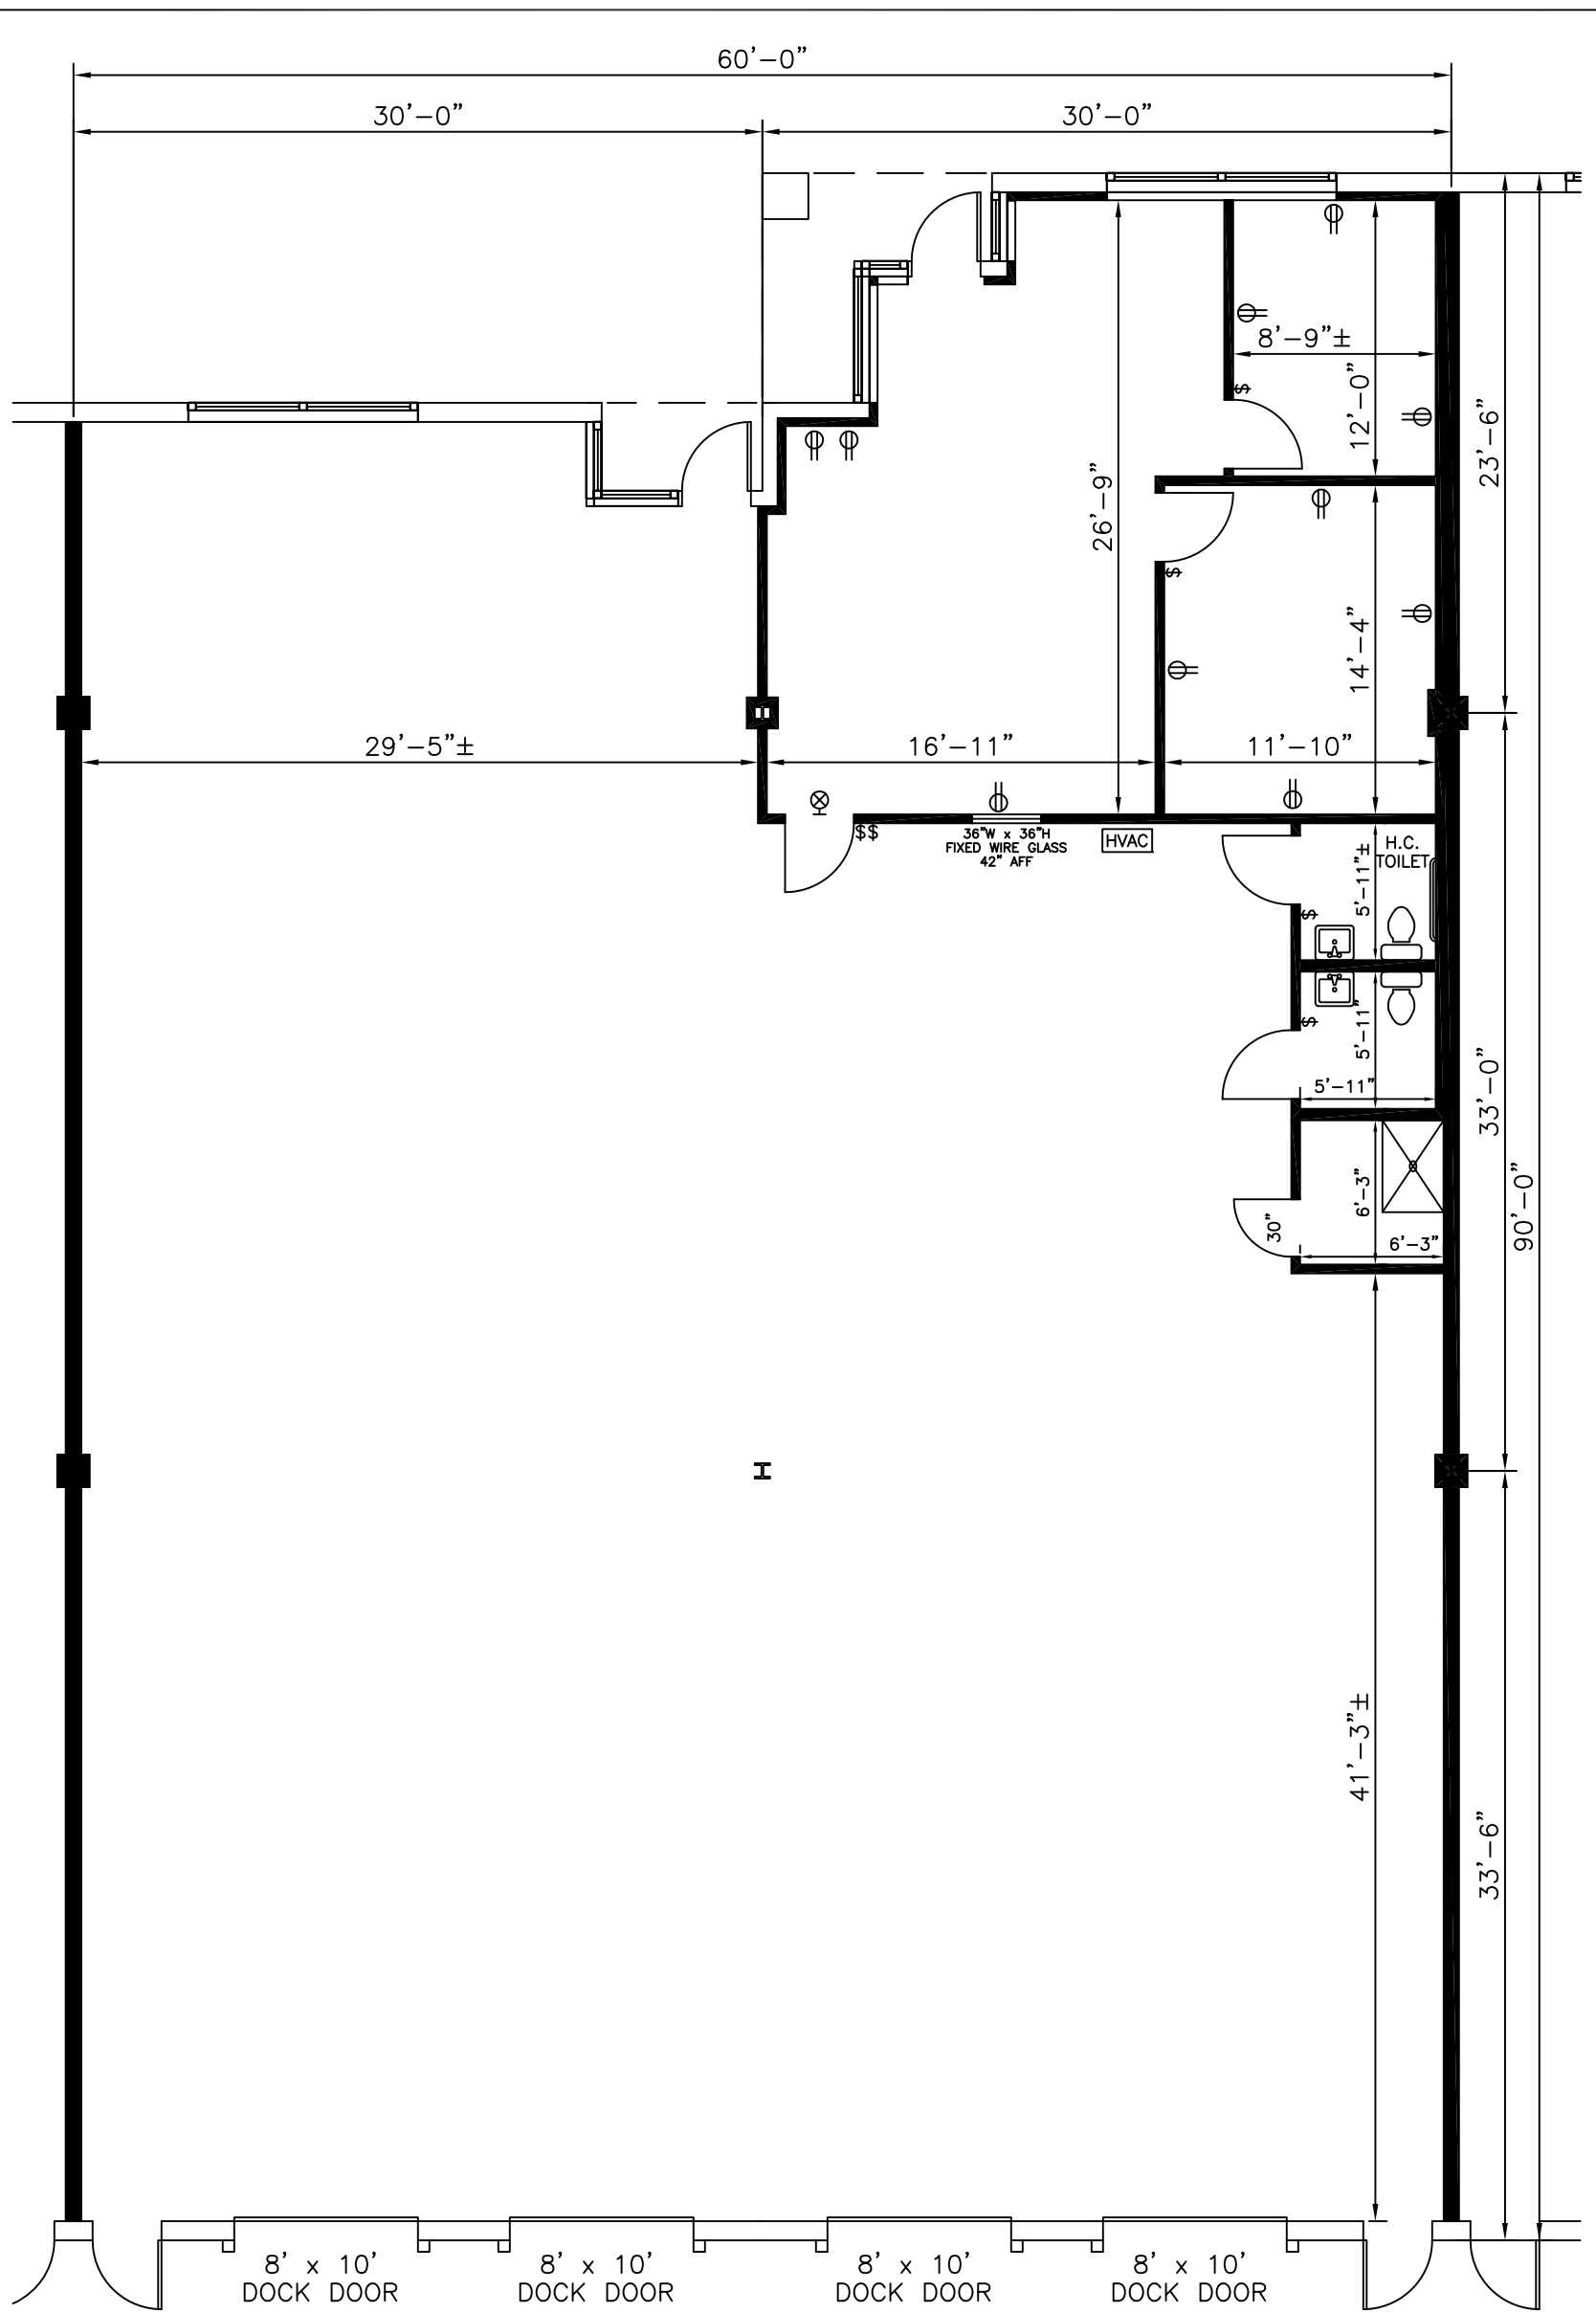 60'-0"
30'-0"
30'-0"
8'-9"±
12'-0"
23'-6"
26'-9"
14'-4"
29'-5"±
16'-11"
11'-10"
$
$
$$
36"W x 36"H
FIXED WIRE GLASS
42" AFF
HVAC
5'-11"±
H.C.
TOILET
$
$
5'-11"
5'-11"
33'-0"
90'-0"
6'-3"
30"
6'-3"
41'-3"±
33'-6"
8' x 10'
DOCK DOOR
8' x 10'
DOCK DOOR
8' x 10'
DOCK DOOR
8' x 10'
DOCK DOOR